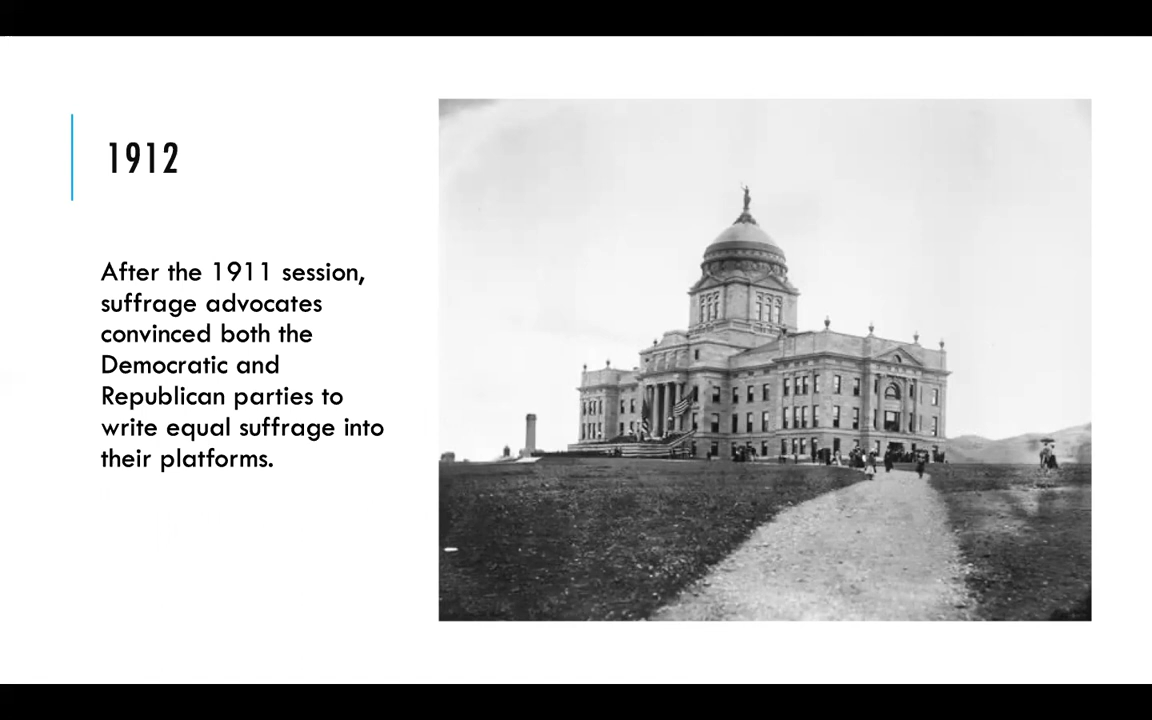 1912
After the 1911 session,
suffrage advocates
convinced both the
Democratic and
Republican parties to
write equal suffrage into
their platforms.